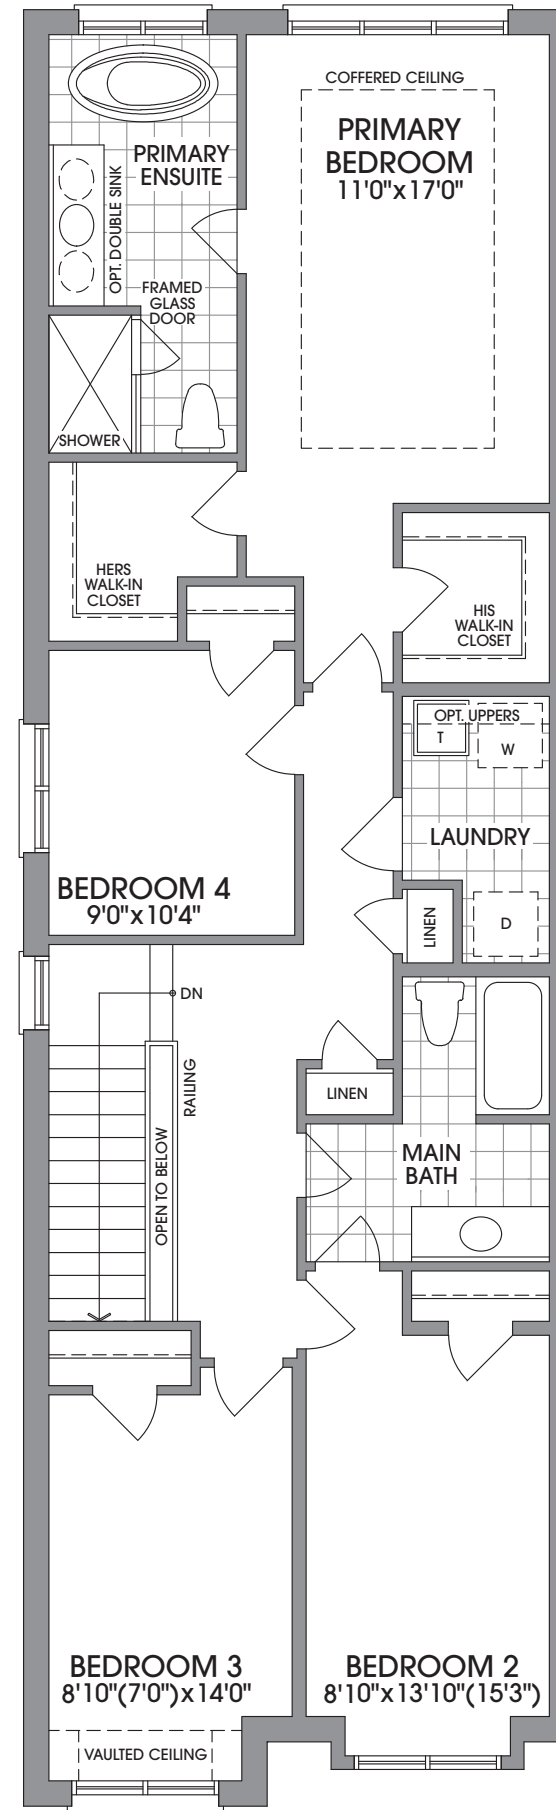 COFFERED CEILING
PRIMARY
BEDROOM
11'0"x17'0"
PRIMARY
ENSUITE
OPT. DOUBLE SINK
FRAMED
GLASS
DOOR
SHOWER
HERS
WALK-IN
CLOSET
HIS
WALK-IN
CLOSET
OPT. UPPERS
T
W
LAUNDRY
BEDROOM 4
9'0"x10'4"
LINEN
D
DN
RAILING
LINEN
OPEN TO BELOW
MAIN
BATH
BEDROOM 3
8'10"(7'0")x14'0"
BEDROOM 2
8'10"x13'10"(15'3")
VAULTED CEILING